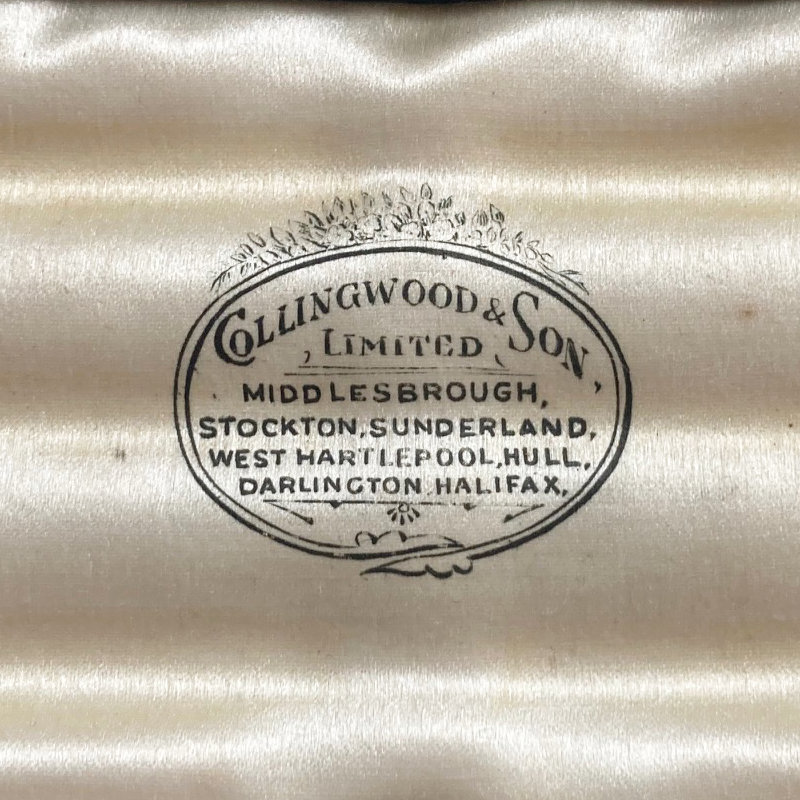 COLLINGWOOD & SON,
LIMITED,
MIDDLESBROUGH,
STOCKTON, SUNDERLAND,
WEST HARTLEPOOL, HULL,
DARLINGTON, HALIFAX,